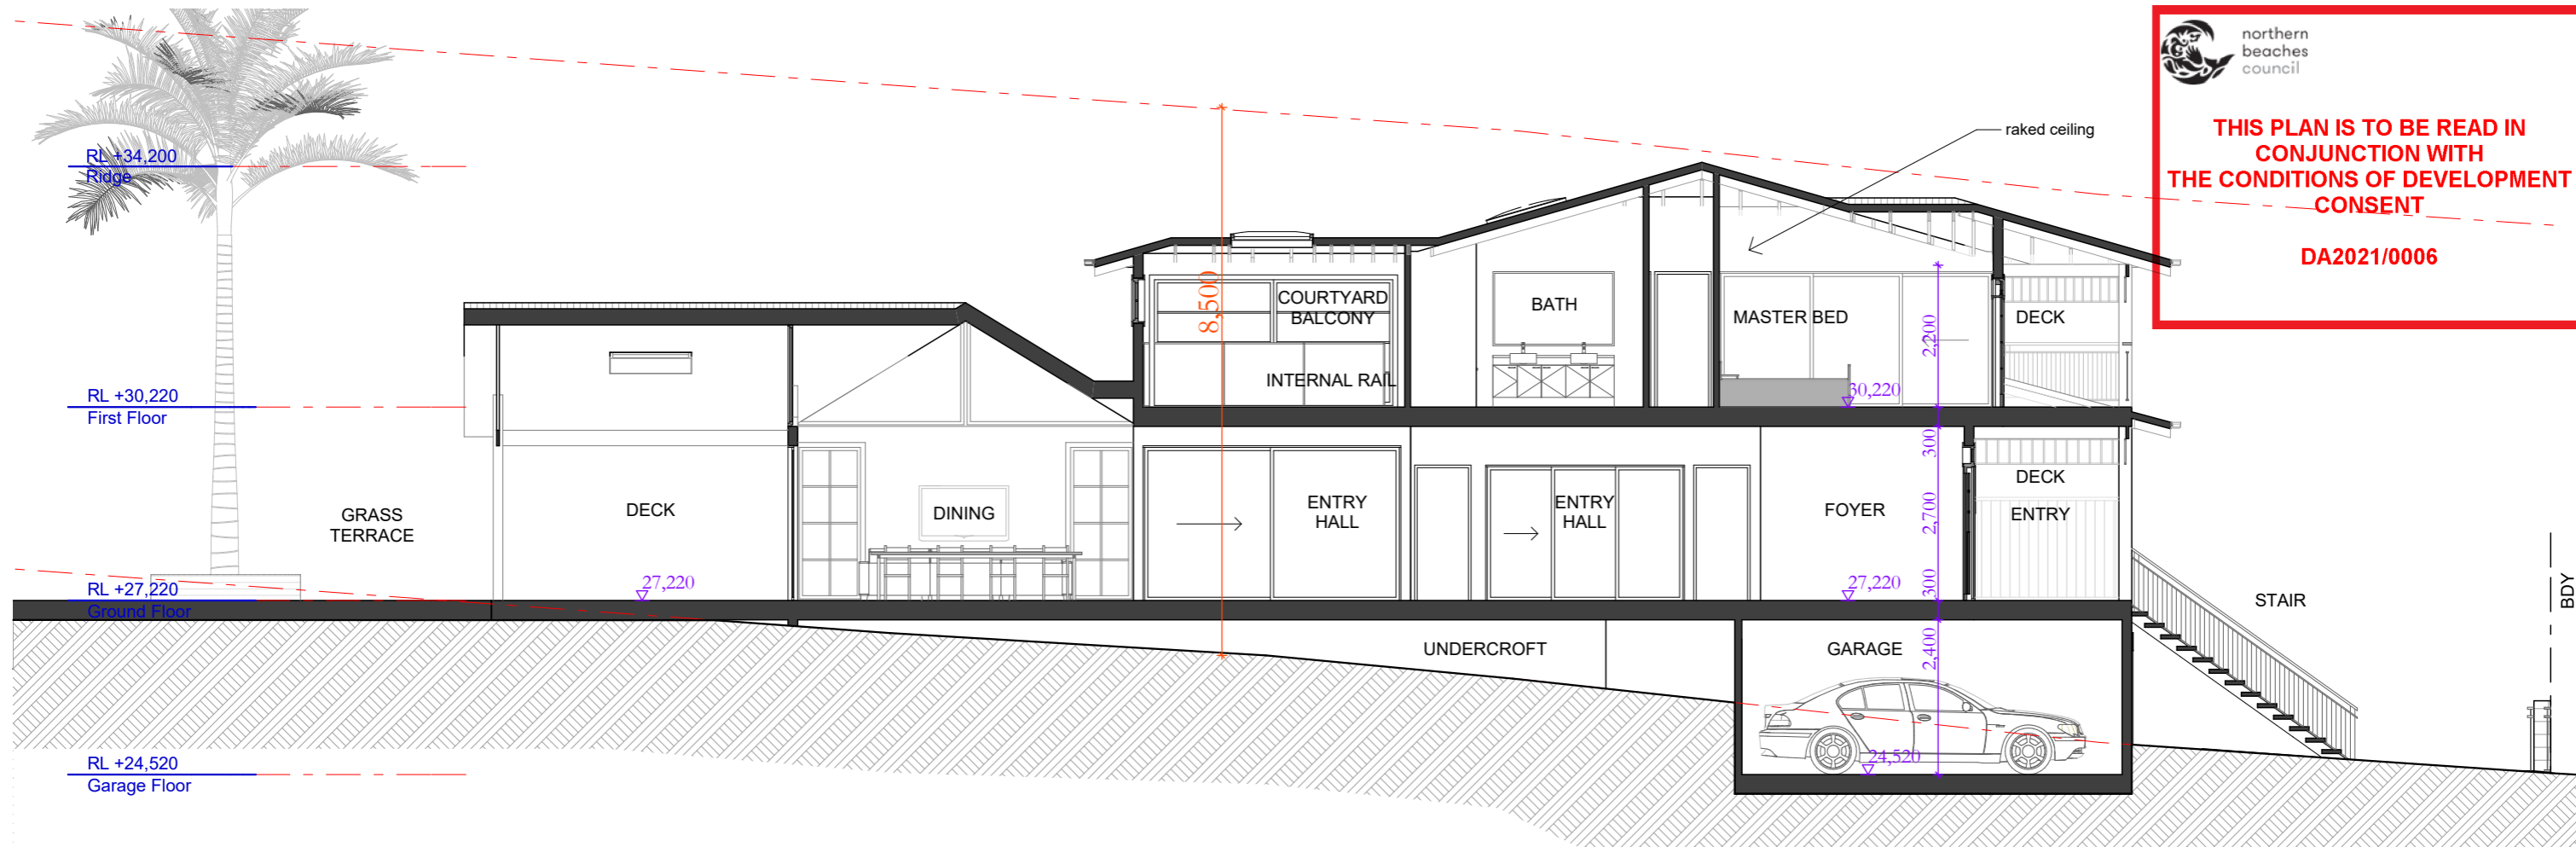 northern
beaches
council
THIS PLAN IS TO BE READ IN
CONJUNCTION WITH
THE CONDITIONS OF DEVELOPMENT
CONSENT
DA2021/0006
raked ceiling
RL +34,200
Ridge
8,500
COURTYARD
BALCONY
INTERNAL RAIL
BATH
MASTER BED
2,200
DECK
30,220
RL +30,220
First Floor
300
DECK
ENTRY
GRASS
TERRACE
DECK
DINING
ENTRY
HALL
ENTRY
HALL
FOYER
2,700
RL +27,220
Ground Floor
27,220
27,220
300
STAIR
BDY
UNDERCROFT
GARAGE
2,400
RL +24,520
Garage Floor
24,520